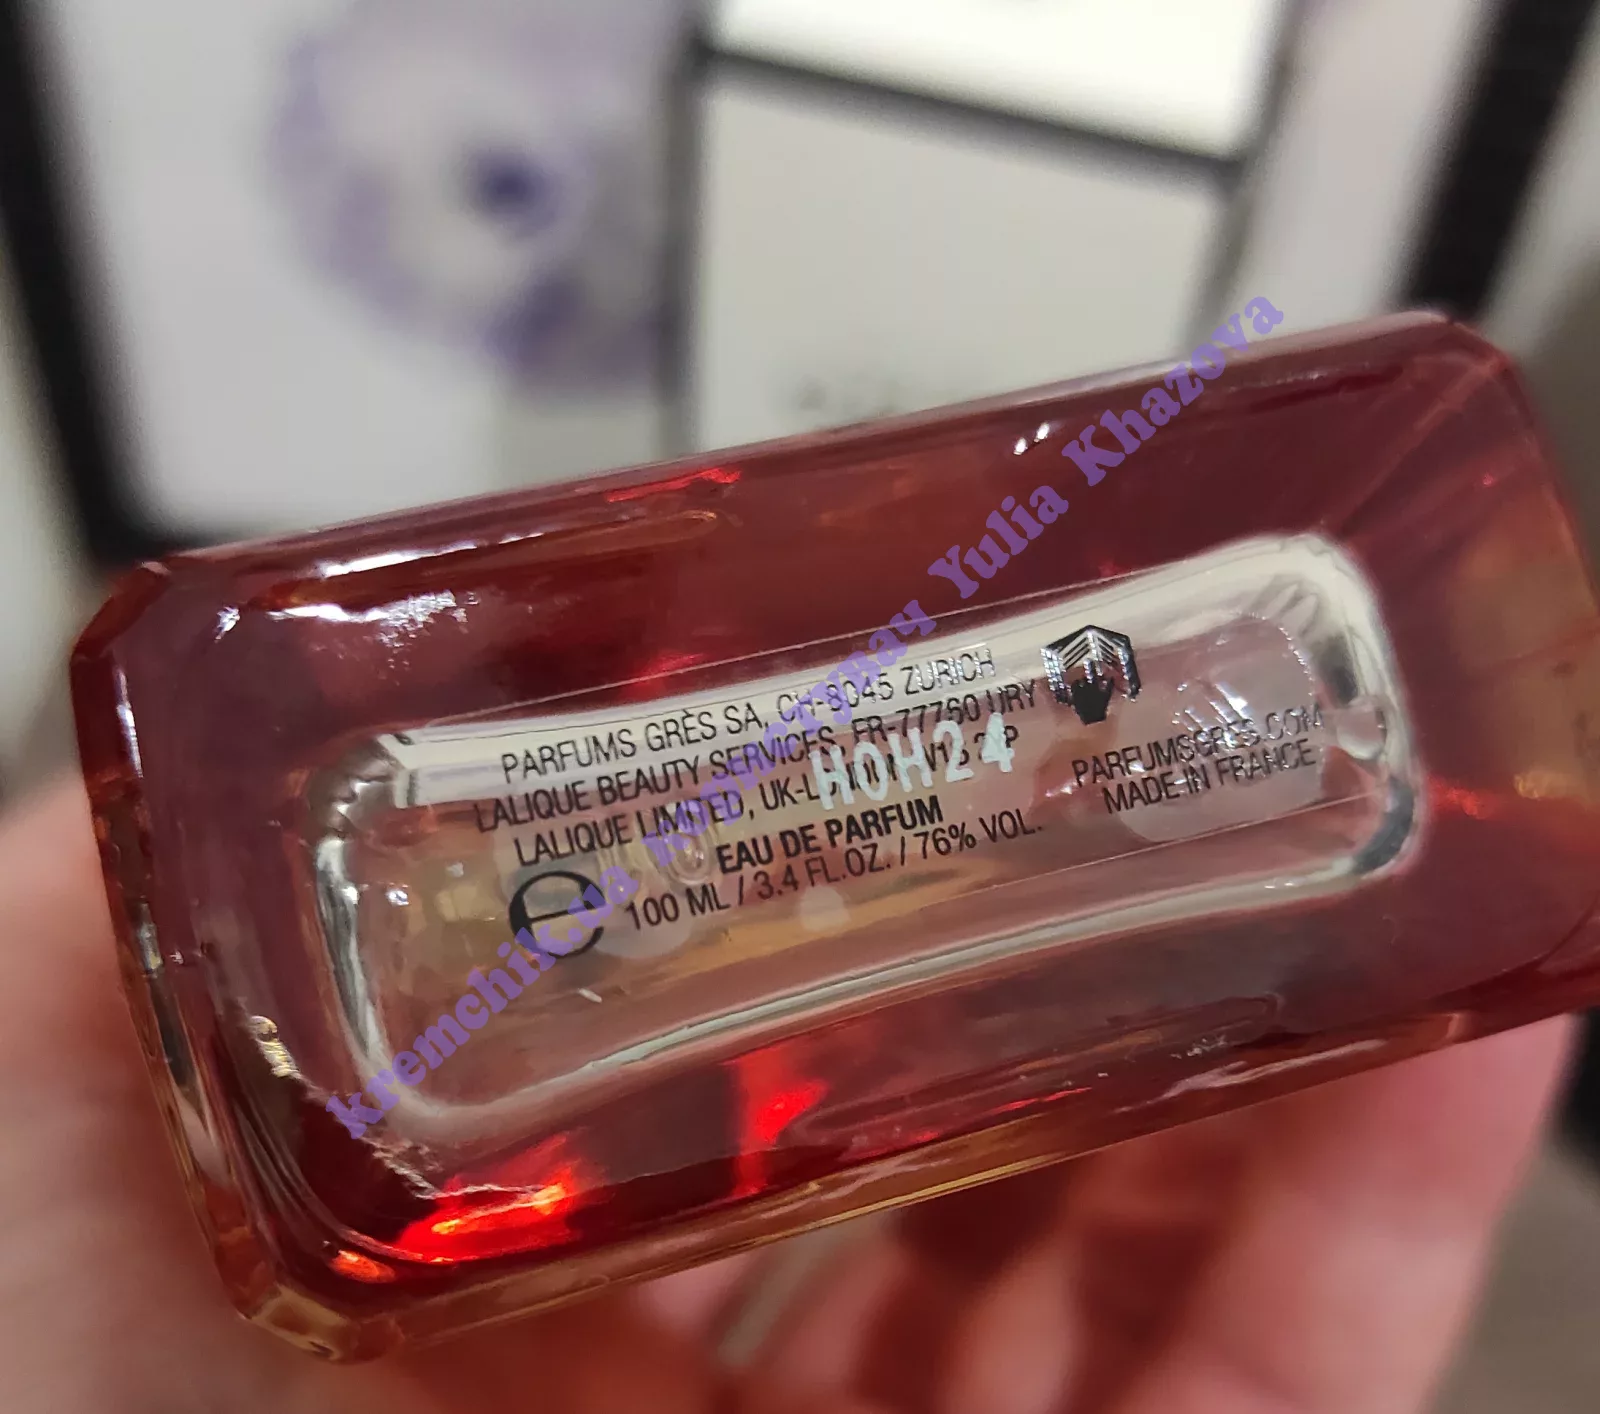 PARFUMS GRÈS SA, CH-8045 ZURICH
LALIQUE BEAUTY SERVICES, FR-77760 URY
LALIQUE LIMITED, UK-LONDON
H0H24
EAU DE PARFUM
100 ML / 3.4 FL.OZ. / 76% VOL.
e
PARFUMSGRES.COM
MADE IN FRANCE
kremchik.ua
Yulia Khazova